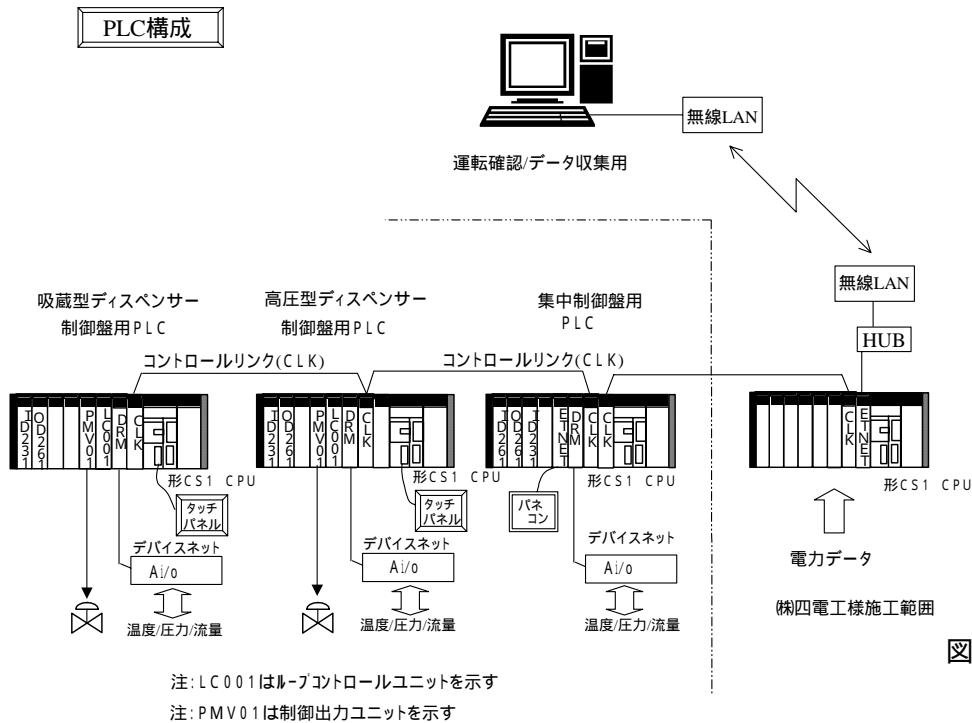 PLC構成
無線LAN
運転確認/データ収集用
無線LAN
HUB
吸蔵型ディスペンサー
制御盤用PLC
高圧型ディスペンサー
制御盤用PLC
集中制御盤用
PLC
コントロールリンク(CLK)
コントロールリンク(CLK)
ID231
OD261
PMV01
LC001
DRM
CLK
ID231
OD261
PMV01
LC001
DRM
CLK
ID231
OD261
ID231
ETNET
DRM
CLK
CLK
CLK
ETNET
形CS1 CPU
形CS1 CPU
形CS1 CPU
形CS1 CPU
タッチ
パネル
タッチ
パネル
パネ
コン
デバイスネット
デバイスネット
デバイスネット
Ai/o
Ai/o
Ai/o
温度/圧力/流量
温度/圧力/流量
温度/圧力/流量
電力データ
㈱四電工様施工範囲
図
注:LC001はループコントロールユニットを示す
注:PMV01は制御出力ユニットを示す